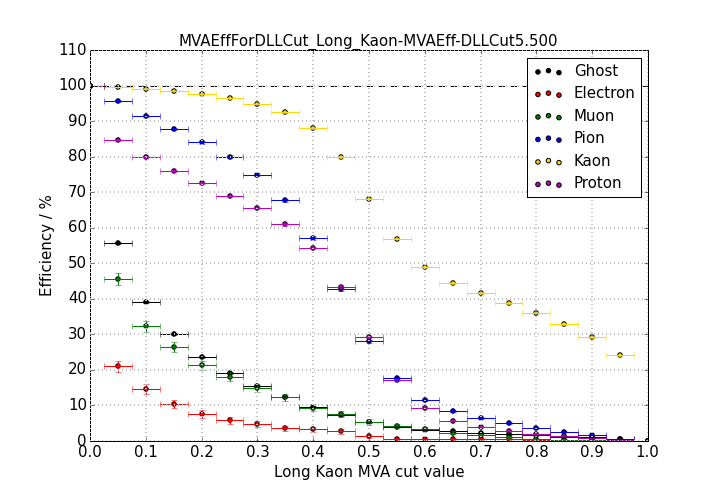 MVAEffForDLLCut_Long_Kaon-MVAEff-DLLCut5.500
110
100
90
80
70
60
50
40
30
20
10
0
Efficiency / %
Ghost
Electron
Muon
Pion
Kaon
Proton
0.0 0.1 0.2 0.3 0.4 0.5 0.6 0.7 0.8 0.9 1.0
Long Kaon MVA cut value